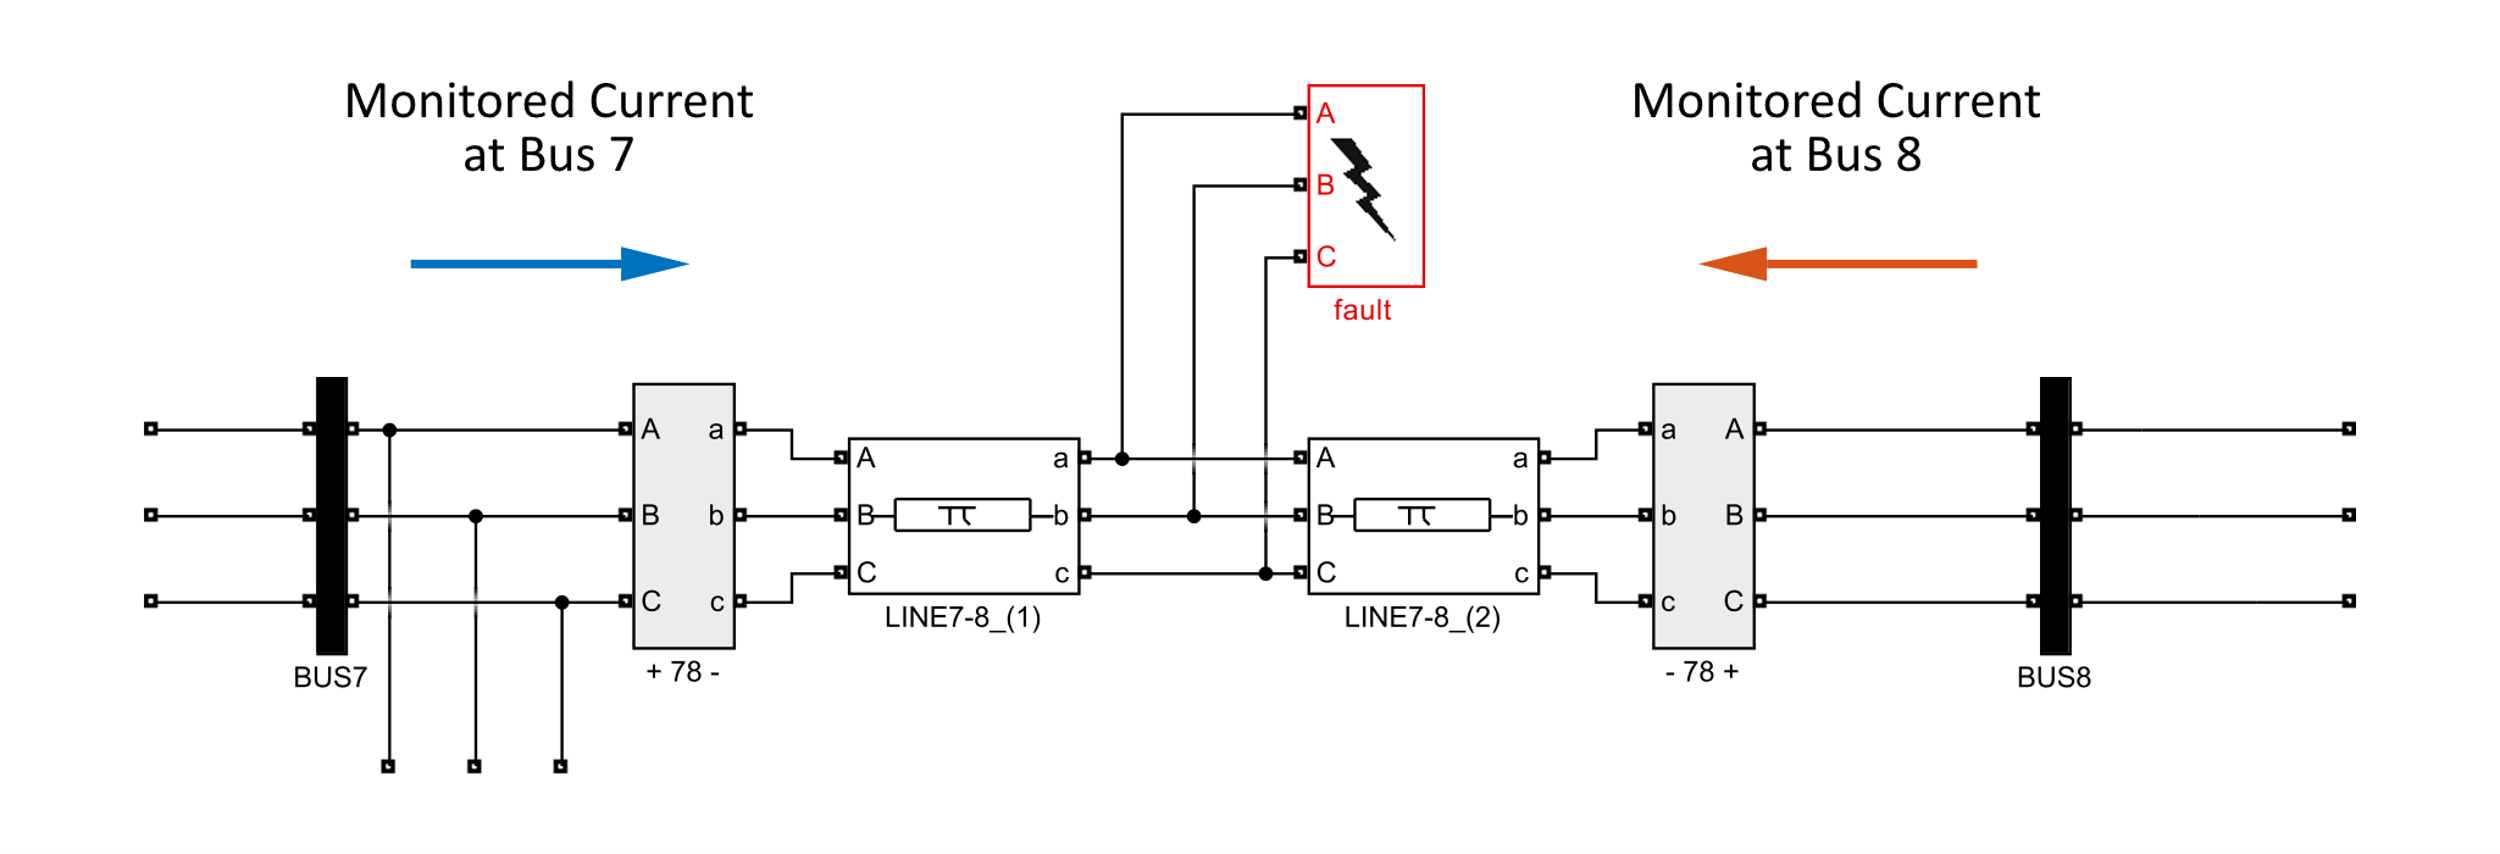 Monitored Current
at Bus 7
Monitored Current
at Bus 8
A
B
C
fault
A a
B b
C c
+ 78 -
BUS7
A a
B b
C c
LINE7-8_(1)
A a
B b
C c
LINE7-8_(2)
a A
b B
c C
- 78 +
BUS8